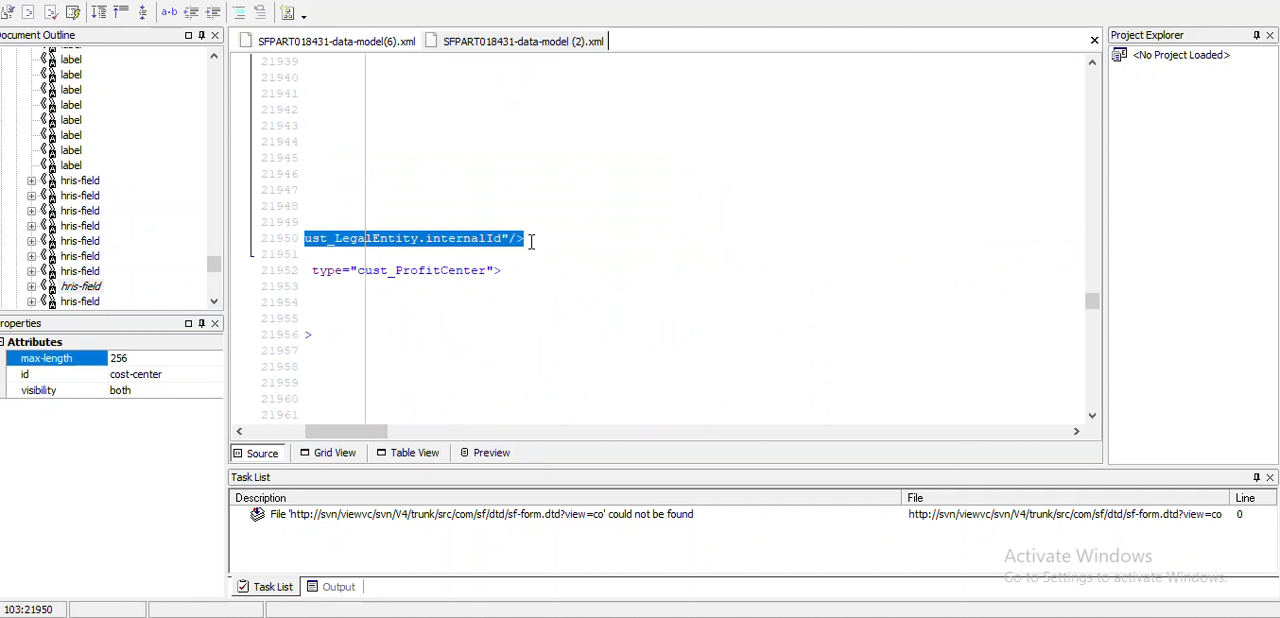 Document Outline
label
label
label
label
label
label
label
label
hris-field
hris-field
hris-field
hris-field
hris-field
hris-field
hris-field
hris-field
hris-field
Properties
Attributes
max-length 256
id cost-center
visibility both
SFPART018431-data-model(6).xml
SFPART018431-data-model (2).xml
21939
21940
21941
21942
21943
21944
21945
21946
21947
21948
21949
21950 ust_LegalEntity.internalId"/>
21951
21952 type="cust_ProfitCenter">
21953
21954
21955
21956 >
21957
21958
21959
21960
21961
Source Grid View Table View Preview
Project Explorer
<No Project Loaded>
Task List
Description File Line
File 'http://svn/viewvc/svn/V4/trunk/src/com/sf/dtd/sf-form.dtd?view=co' could not be found http://svn/viewvc/svn/V4/trunk/src/com/sf/dtd/sf-form.dtd?view=co 0
Activate Windows
Go to Settings to activate Windows.
Task List Output
103:21950